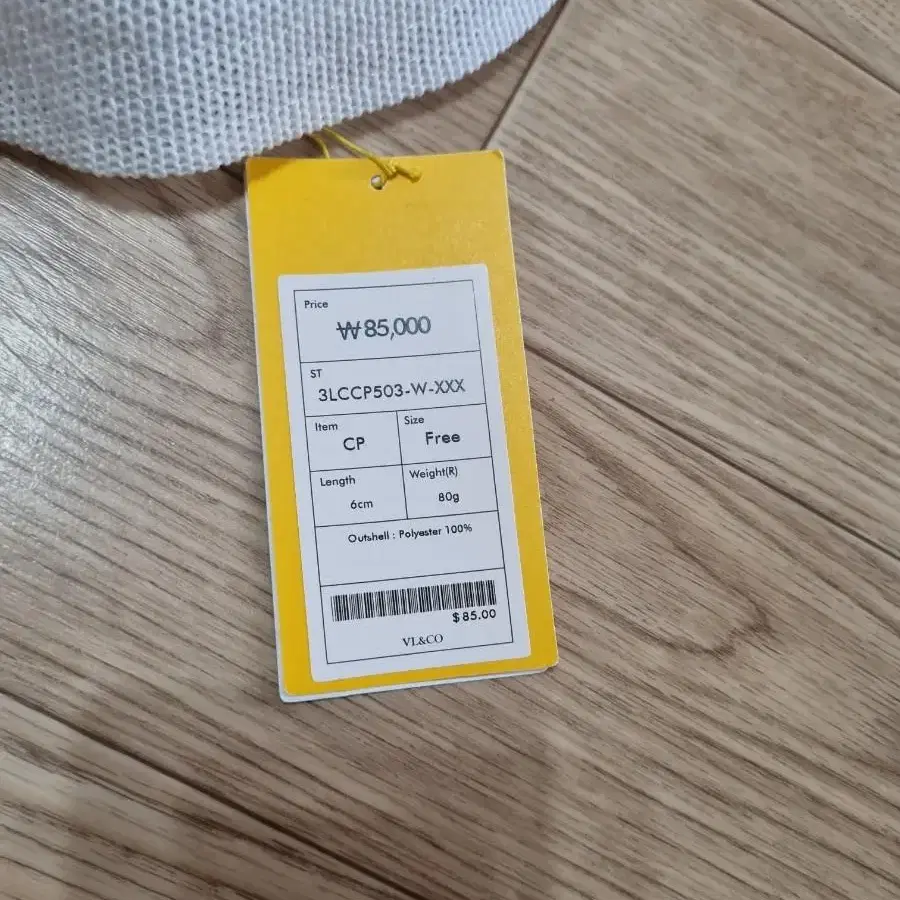 Price
₩85,000
ST
3LCCP503-W-XXX
Item
CP
Size
Free
Length
6cm
Weight(R)
80g
Outshell : Polyester 100%
$85.00
VL&CO